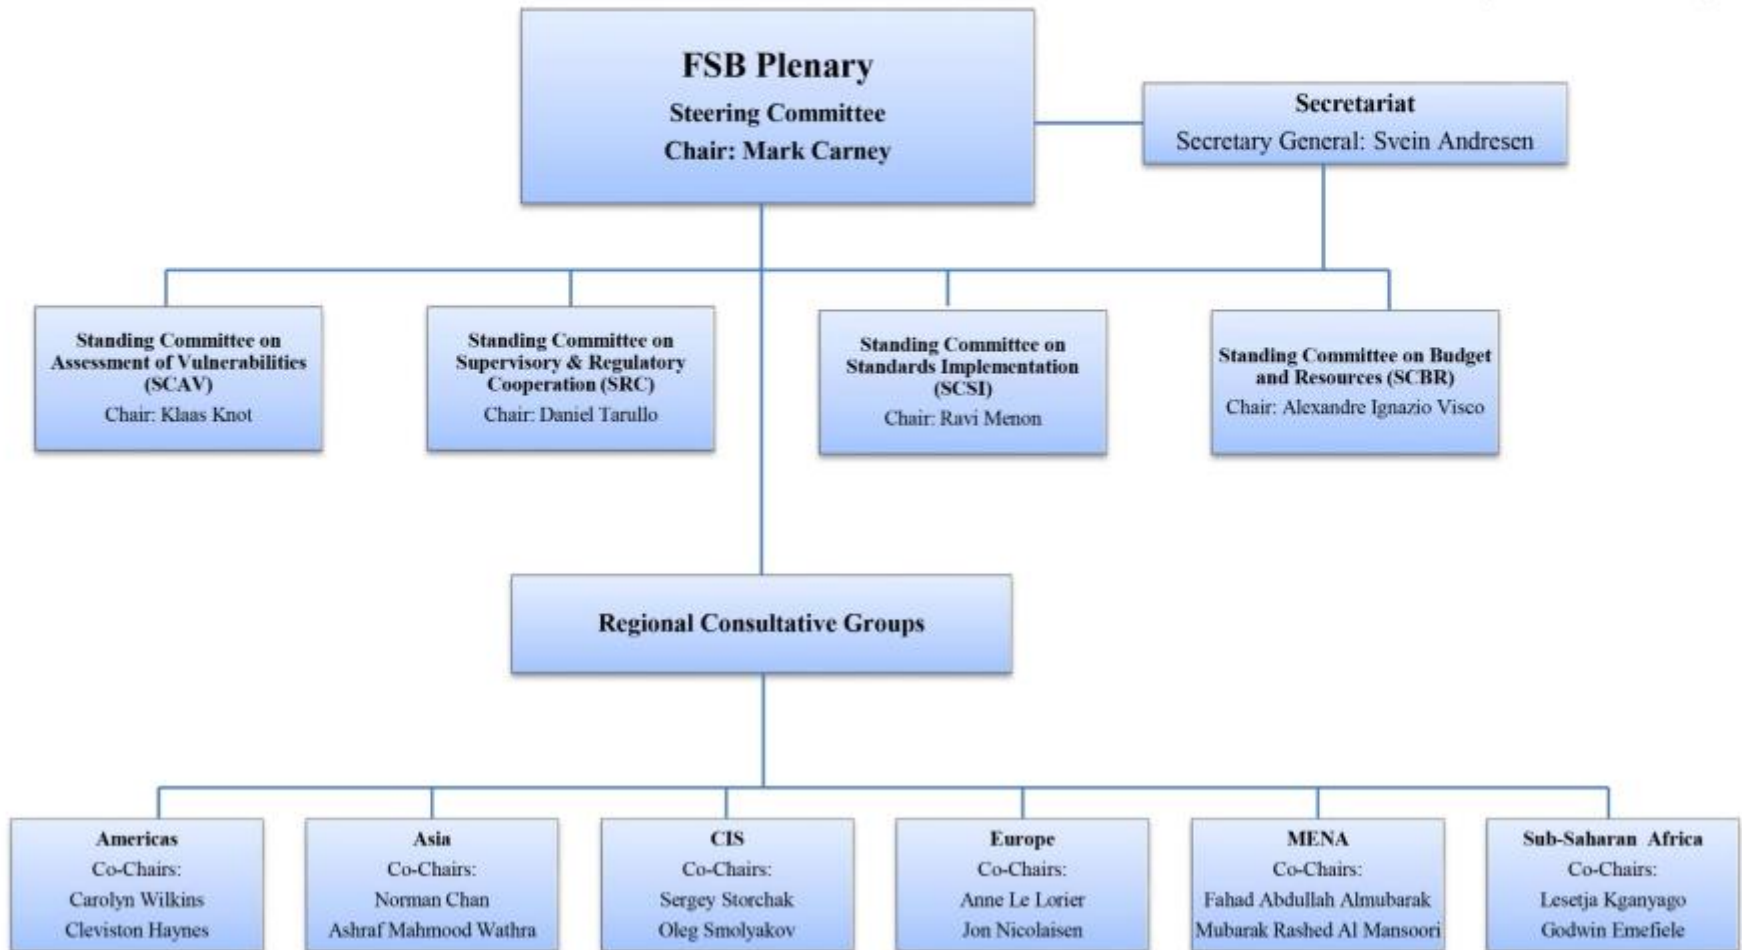 FSB Plenary
Steering Committee
Chair: Mark Carney
Secretariat
Secretary General: Svein Andresen
Standing Committee on
Assessment of Vulnerabilities
(SCAV)
Chair: Klaas Knot
Standing Committee on
Supervisory & Regulatory
Cooperation (SRC)
Chair: Daniel Tarullo
Standing Committee on
Standards Implementation
(SCSI)
Chair: Ravi Menon
Standing Committee on Budget
and Resources (SCBR)
Chair: Alexandre Ignazio Visco
Regional Consultative Groups
Americas
Co-Chairs:
Carolyn Wilkins
Cleviston Haynes
Asia
Co-Chairs:
Norman Chan
Ashraf Mahmood Wathra
CIS
Co-Chairs:
Sergey Storchak
Oleg Smolyakov
Europe
Co-Chairs:
Anne Le Lorier
Jon Nicolaisen
MENA
Co-Chairs:
Fahad Abdullah Almubarak
Mubarak Rashed Al Mansoori
Sub-Saharan Africa
Co-Chairs:
Lesetja Kganyago
Godwin Emefiele